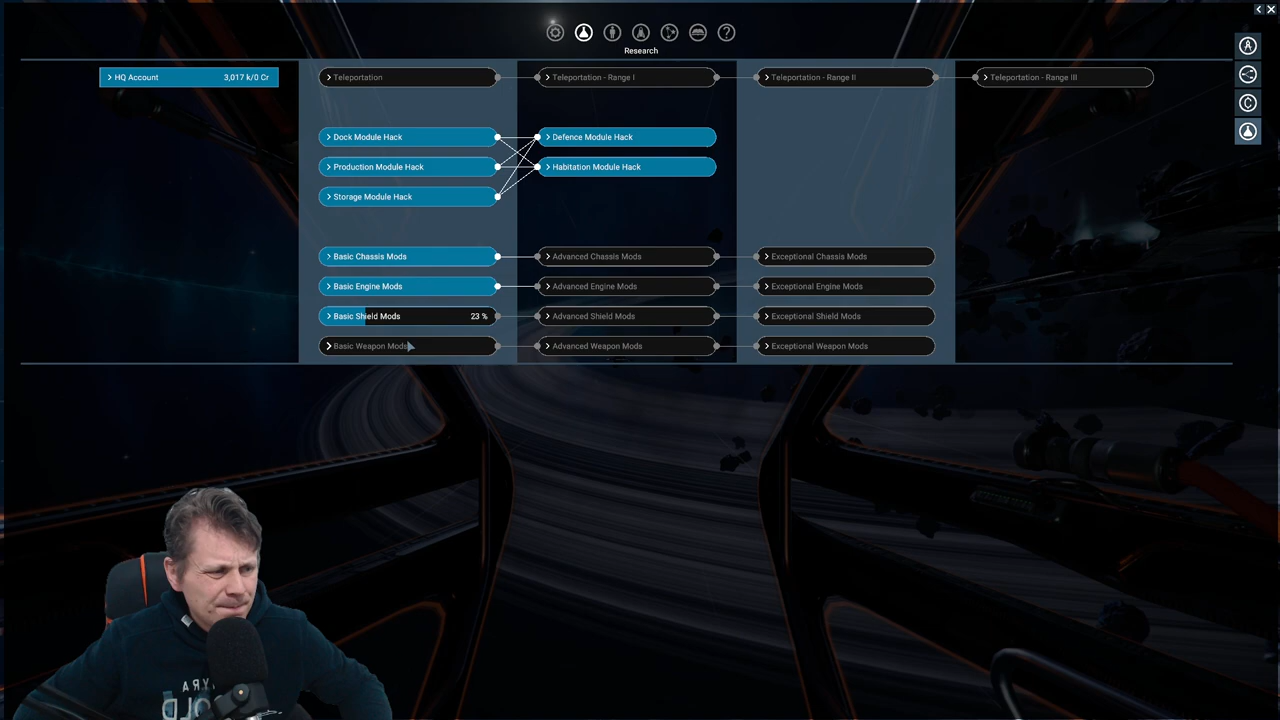 Research
HQ Account 3,017 k/0 Cr
Teleportation
Teleportation - Range I
Teleportation - Range II
Teleportation - Range III
Dock Module Hack
Defence Module Hack
Production Module Hack
Habitation Module Hack
Storage Module Hack
Basic Chassis Mods
Advanced Chassis Mods
Exceptional Chassis Mods
Basic Engine Mods
Advanced Engine Mods
Exceptional Engine Mods
Basic Shield Mods 23 %
Advanced Shield Mods
Exceptional Shield Mods
Basic Weapon Mods
Advanced Weapon Mods
Exceptional Weapon Mods